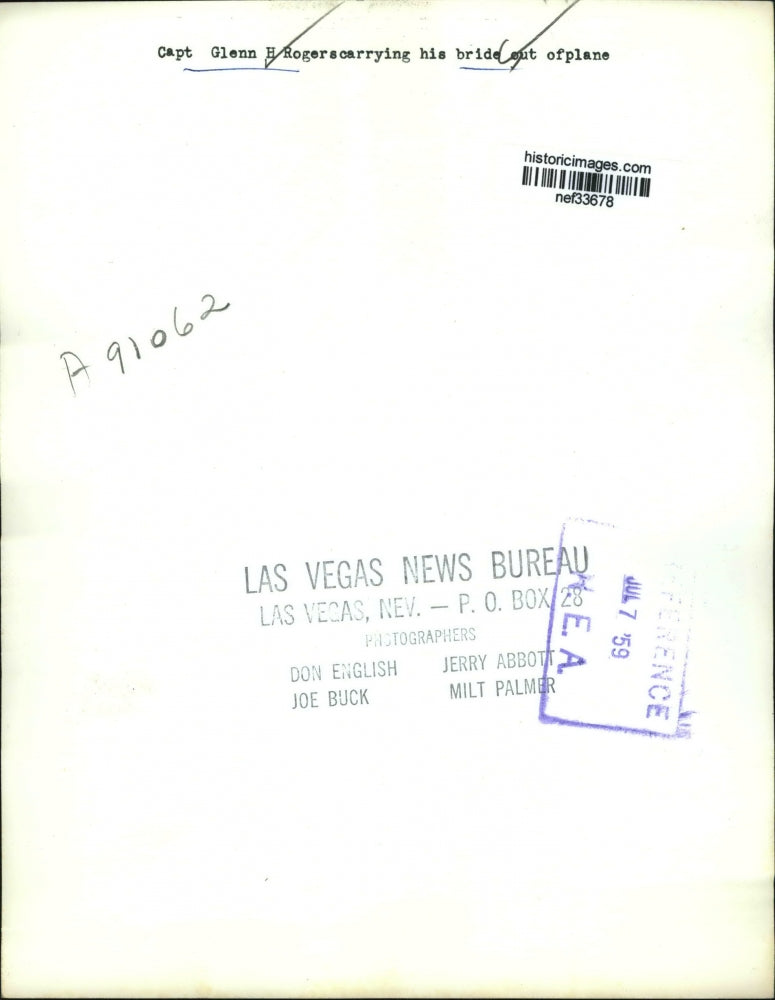 Capt Glenn H Rogerscarrying his bride out ofplane
historicimages.com
nef33678
A 91062
LAS VEGAS NEWS BUREAU
LAS VEGAS, NEV. — P. O. BOX 28
PHOTOGRAPHERS
DON ENGLISH JERRY ABBOTT
JOE BUCK MILT PALMER
N.E.A
JUL 7 '59
REFERENCE